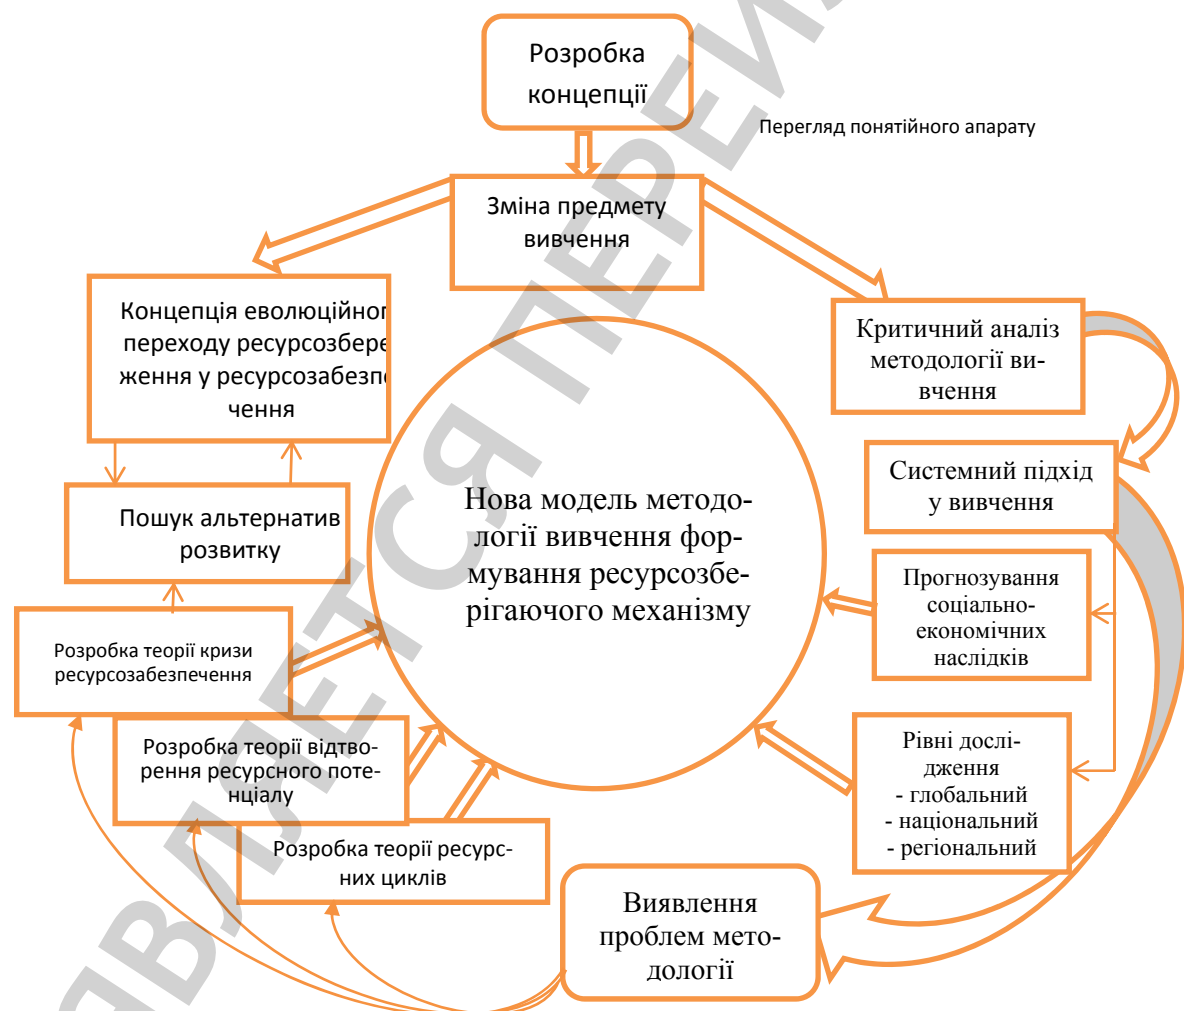 Розробка
концепції
Перегляд понятійного апарату
Зміна предмету
вивчення
Концепція еволюційног
переходу ресурсозбере
ження у ресурсозабезпе
чення
Критичний аналіз
методології ви-
вчення
Системний підхід
у вивчення
Пошук альтернатив
розвитку
Нова модель методо-
логії вивчення фор-
мування ресурсозбе-
рігаючого механізму
Прогнозування
соціально-
економічних
наслідків
Розробка теорії кризи
ресурсозабезпечення
Розробка теорії відтво-
рення ресурсного поте-
нціалу
Рівні дослі-
дження
- глобальний
- національний
- регіональний
Розробка теорії ресурс-
них циклів
Виявлення
проблем мето-
дології
ЯВЛЯЕТСЯ ПЕРЕИ